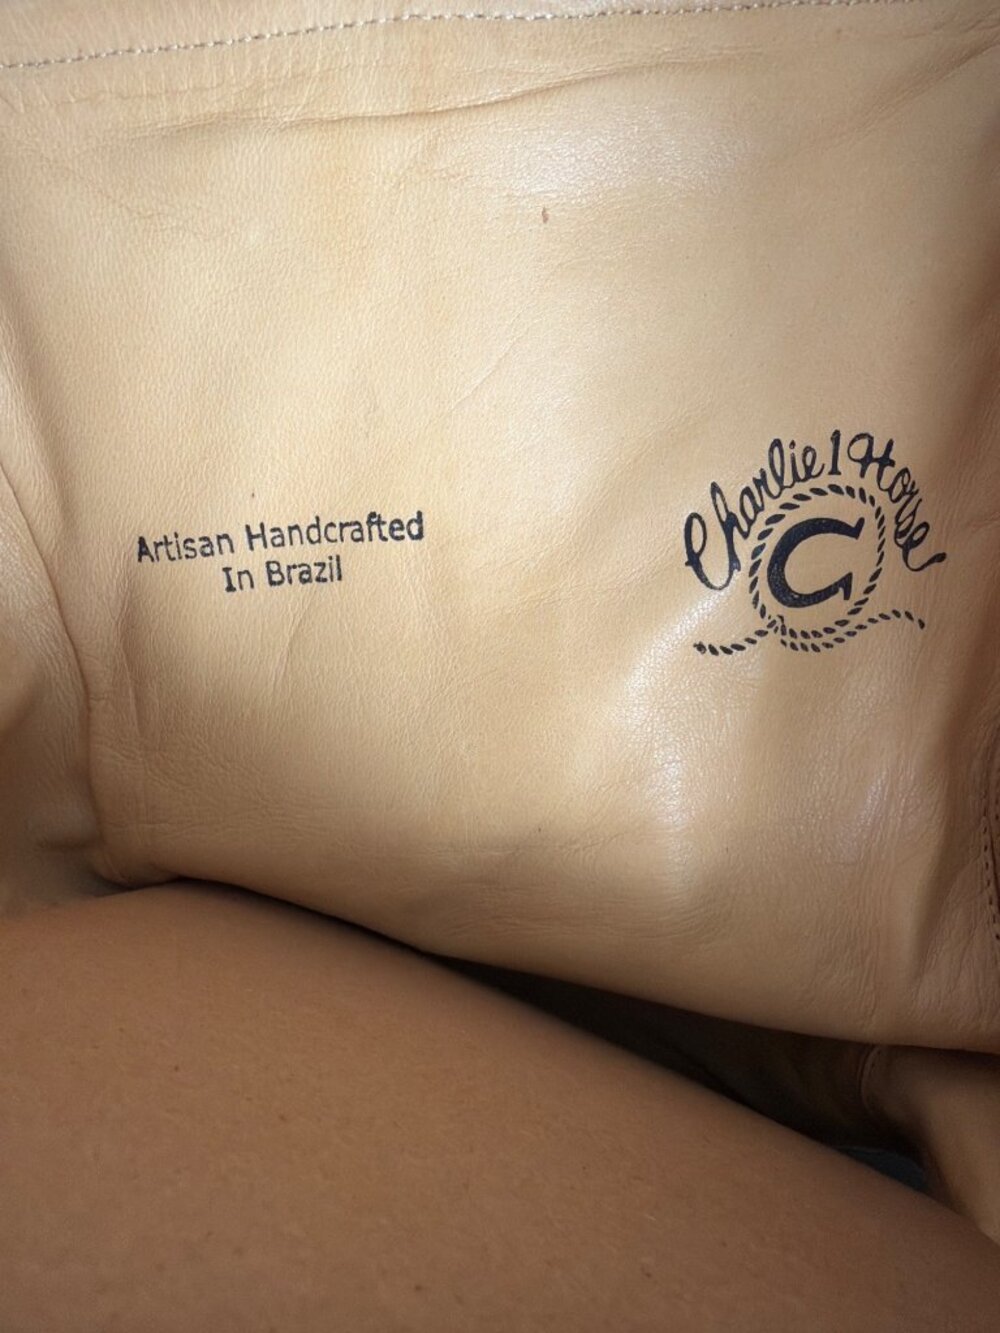 Artisan Handcrafted
In Brazil
Charlie 1 Horse
C